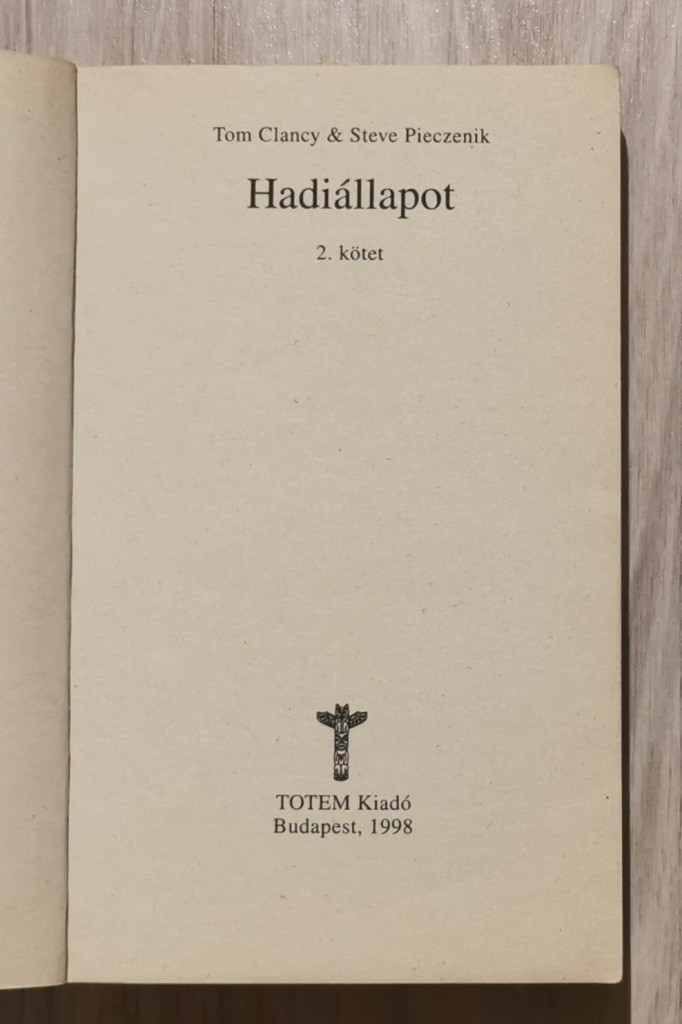 Tom Clancy & Steve Pieczenik
Hadiállapot
2. kötet
TOTEM Kiadó
Budapest, 1998